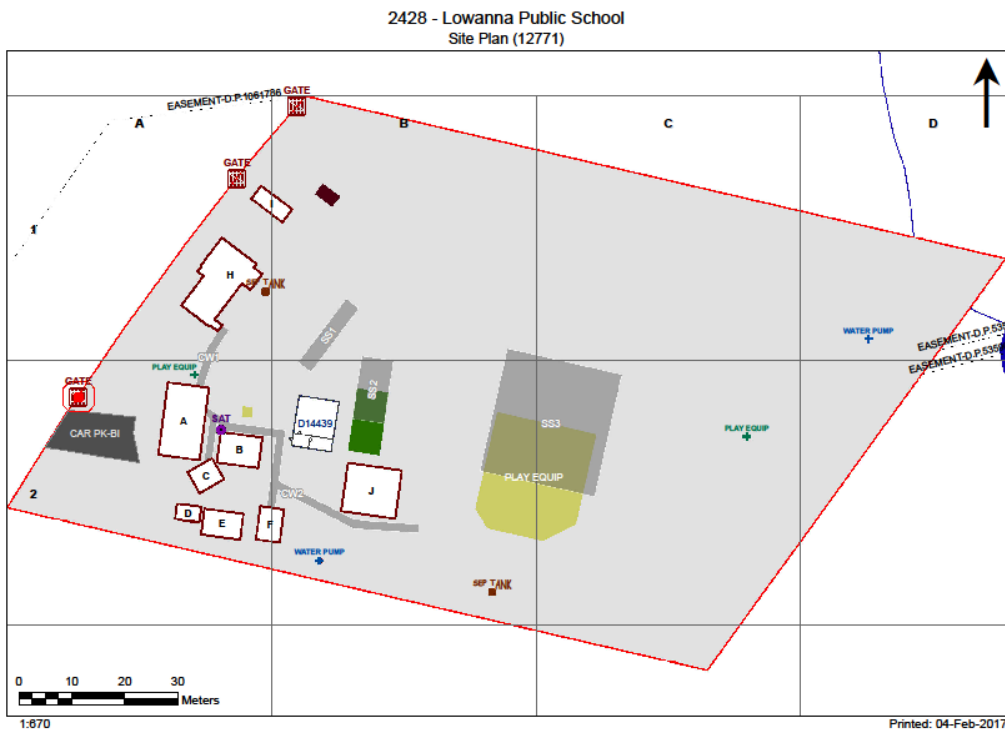 2428 - Lowanna Public School
Site Plan (12771)
EASEMENT-D.P.1061786
GATE
A
B
C
D
GATE
1
I
H
SEP TANK
SS1
WATER PUMP
EASEMENT-D.P.535
EASEMENT-D.P.535
CW1
PLAY EQUIP
GATE
SS2
SAT
A
D14439
CAR PK-BI
SS3
PLAY EQUIP
B
C
PLAY EQUIP
J
2
CW2
D
E
F
WATER PUMP
SEP TANK
0 10 20 30
Meters
1:670
Printed: 04-Feb-2017